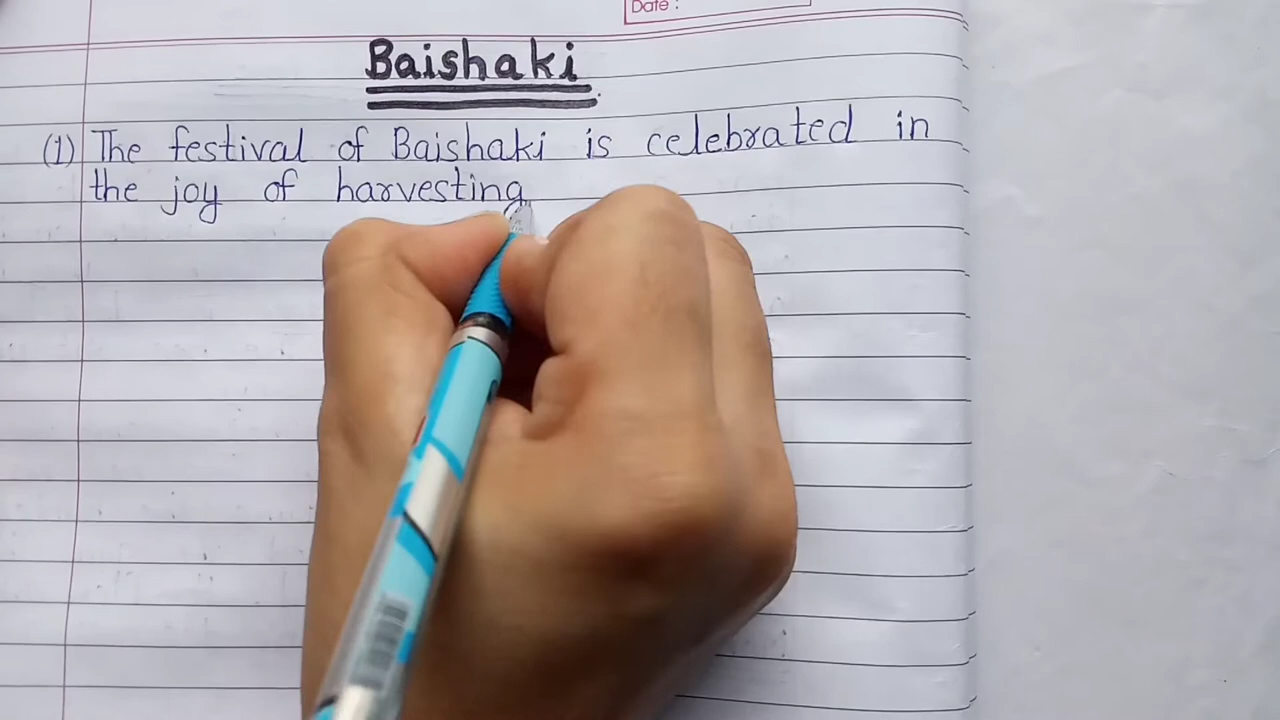 Date :
Baishaki
(1) The festival of Baishaki is celebrated in
the joy of harvesting